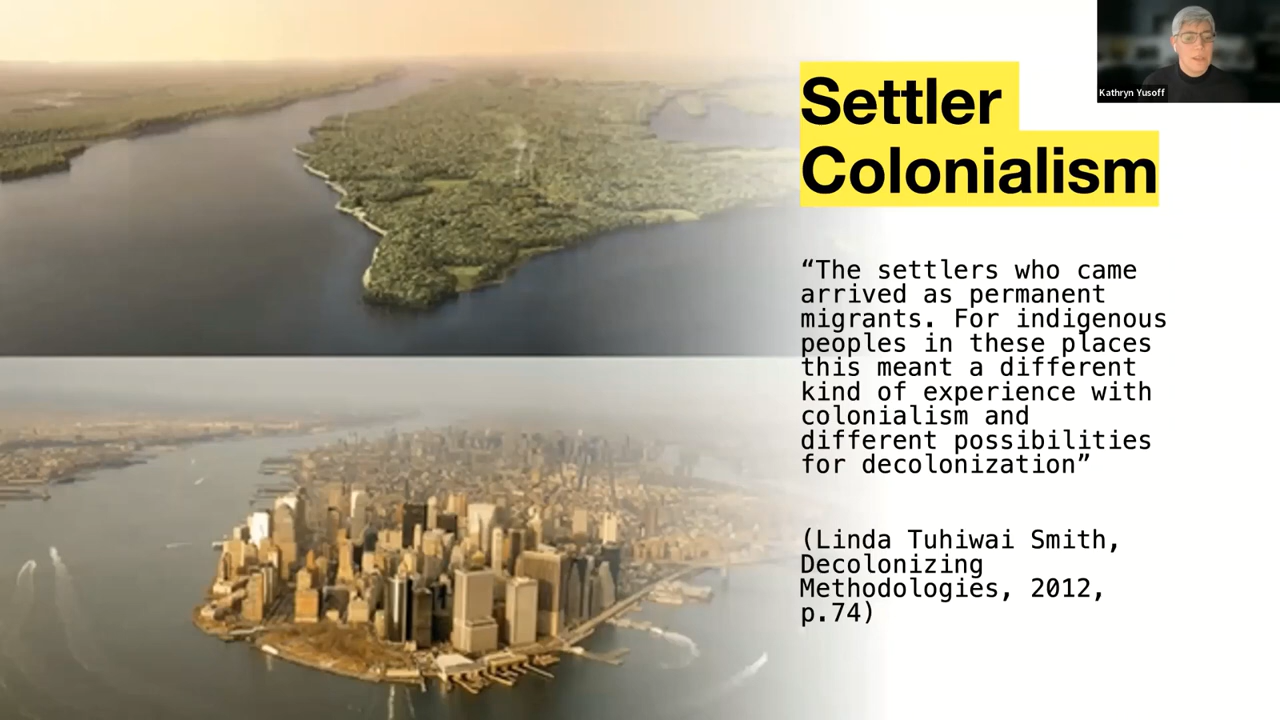 Settler
Colonialism
Kathryn Yusoff
“The settlers who came
arrived as permanent
migrants. For indigenous
peoples in these places
this meant a different
kind of experience with
colonialism and
different possibilities
for decolonization”
(Linda Tuhiwai Smith,
Decolonizing
Methodologies, 2012,
p.74)